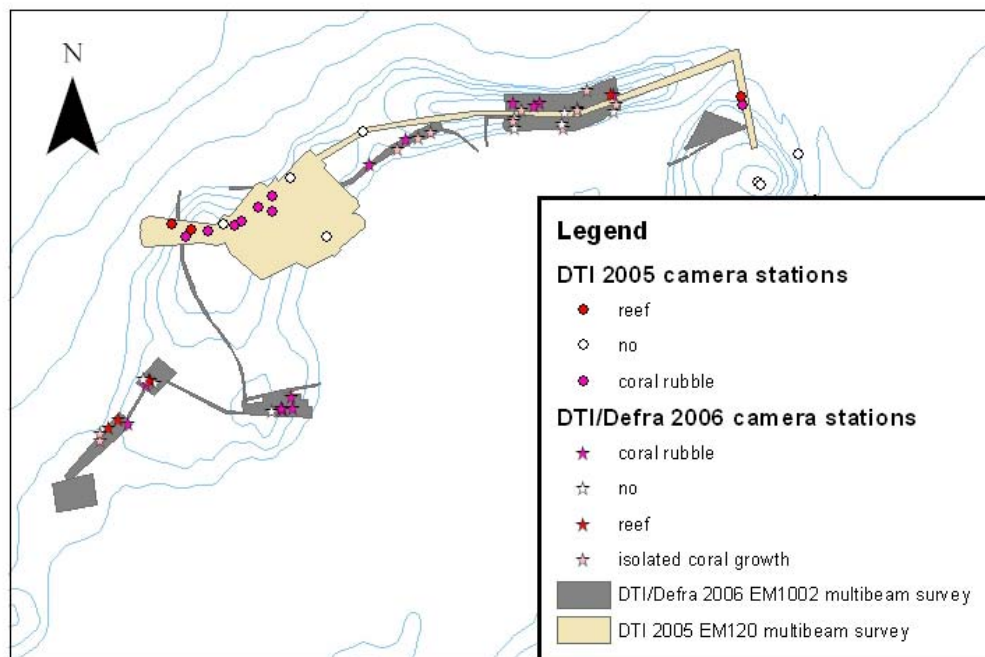 N
Legend
DTI 2005 camera stations
reef
no
coral rubble
DTI/Defra 2006 camera stations
coral rubble
no
reef
isolated coral growth
DTI/Defra 2006 EM1002 multibeam survey
DTI 2005 EM120 multibeam survey